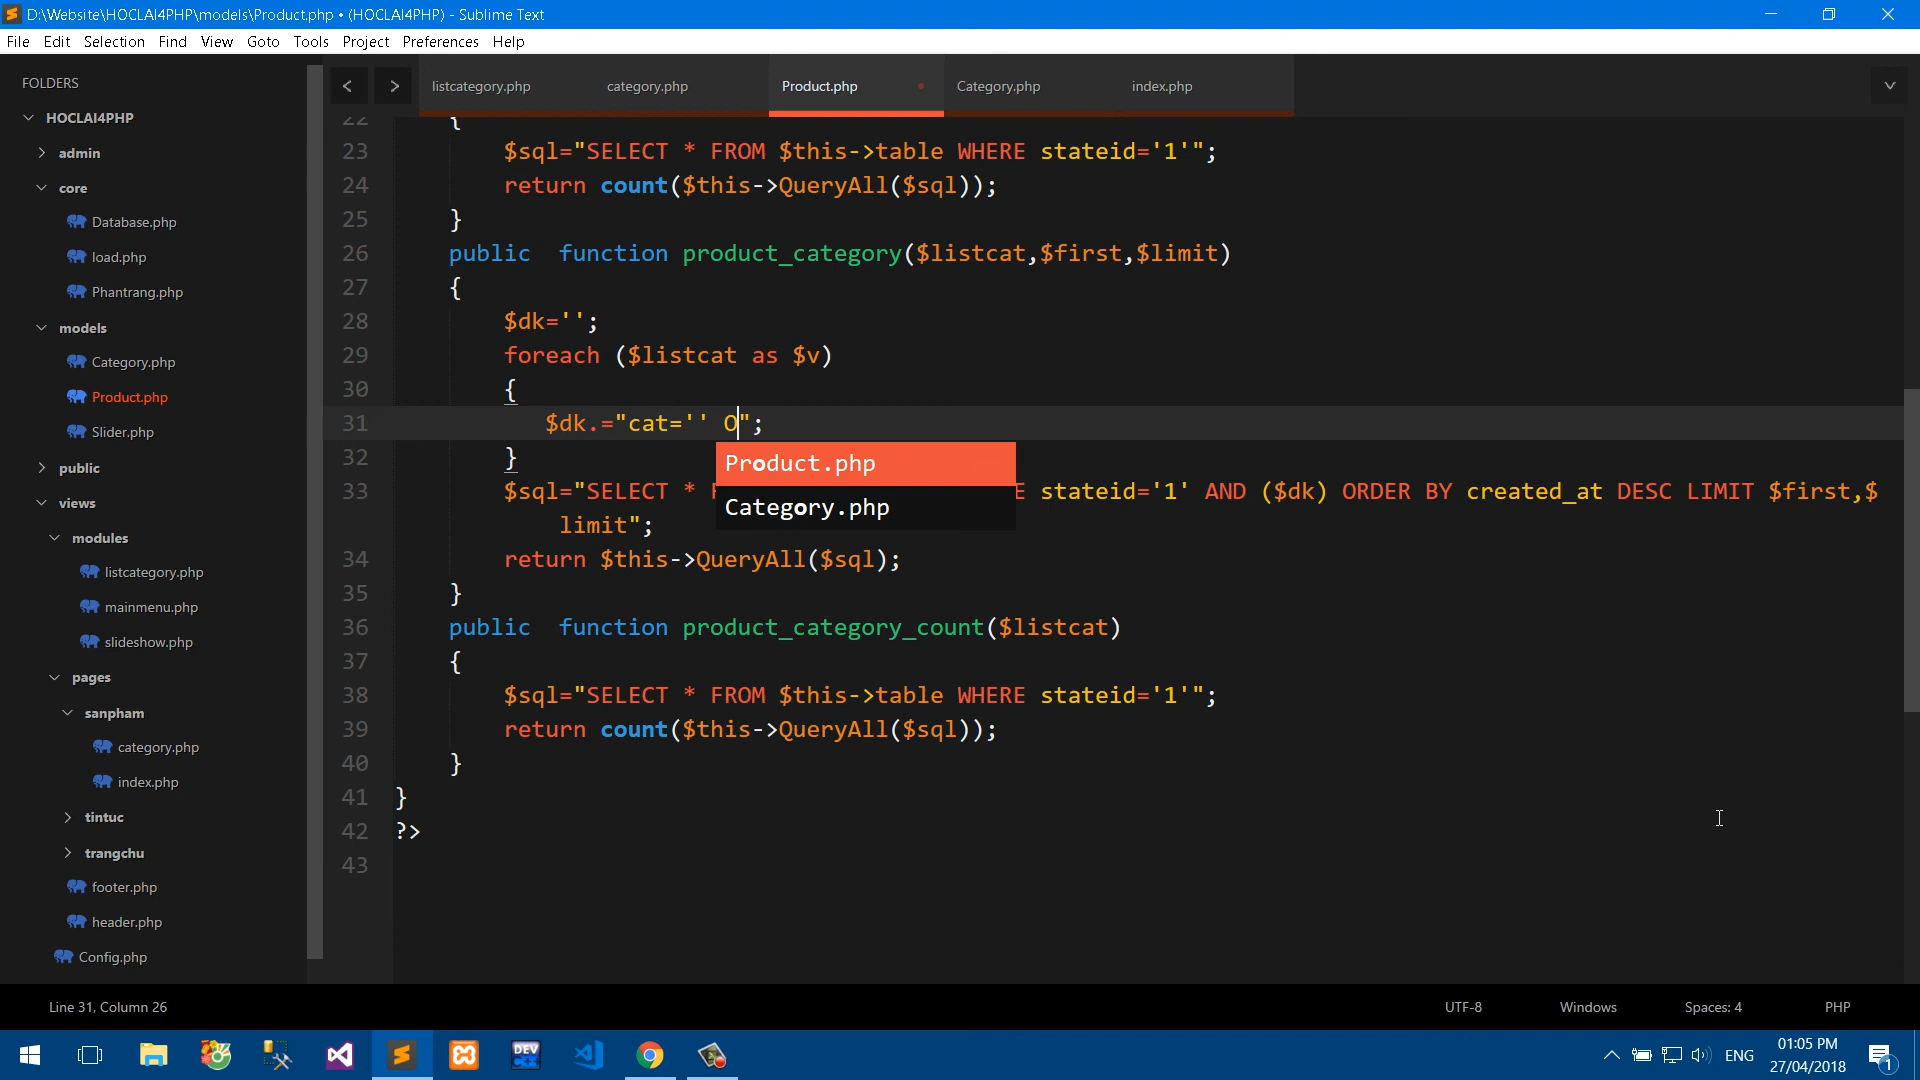 D:\Website\HOCLAI4PHP\models\Product.php • (HOCLAI4PHP) - Sublime Text
File Edit Selection Find View Goto Tools Project Preferences Help
FOLDERS
HOCLAI4PHP
admin
core
Database.php
load.php
Phantrang.php
models
Category.php
Product.php
Slider.php
public
views
modules
listcategory.php
mainmenu.php
slideshow.php
pages
sanpham
category.php
index.php
tintuc
trangchu
footer.php
header.php
Config.php
listcategory.php category.php Product.php Category.php index.php
22 {
23 $sql="SELECT * FROM $this->table WHERE stateid='1'";
24 return count($this->QueryAll($sql));
25 }
26 public function product_category($listcat,$first,$limit)
27 {
28 $dk='';
29 foreach ($listcat as $v)
30 {
31 $dk.="cat='' O";
Product.php
Category.php
32 }
33 $sql="SELECT * E stateid='1' AND ($dk) ORDER BY created_at DESC LIMIT $first,$
limit";
34 return $this->QueryAll($sql);
35 }
36 public function product_category_count($listcat)
37 {
38 $sql="SELECT * FROM $this->table WHERE stateid='1'";
39 return count($this->QueryAll($sql));
40 }
41 }
42 ?>
43
Line 31, Column 26 UTF-8 Windows Spaces: 4 PHP
DEV
ENG
01:05 PM
27/04/2018
1